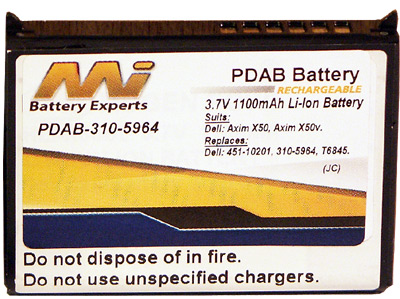 Mi
Battery Experts
PDAB-310-5964
PDAB Battery
RECHARGEABLE
3.7V 1100mAh Li-Ion Battery
Suits:
Dell: Axim X50, Axim X50v.
Replaces:
Dell: 451-10201, 310-5964, T6845.
(JC)
Do not dispose of in fire.
Do not use unspecified chargers.